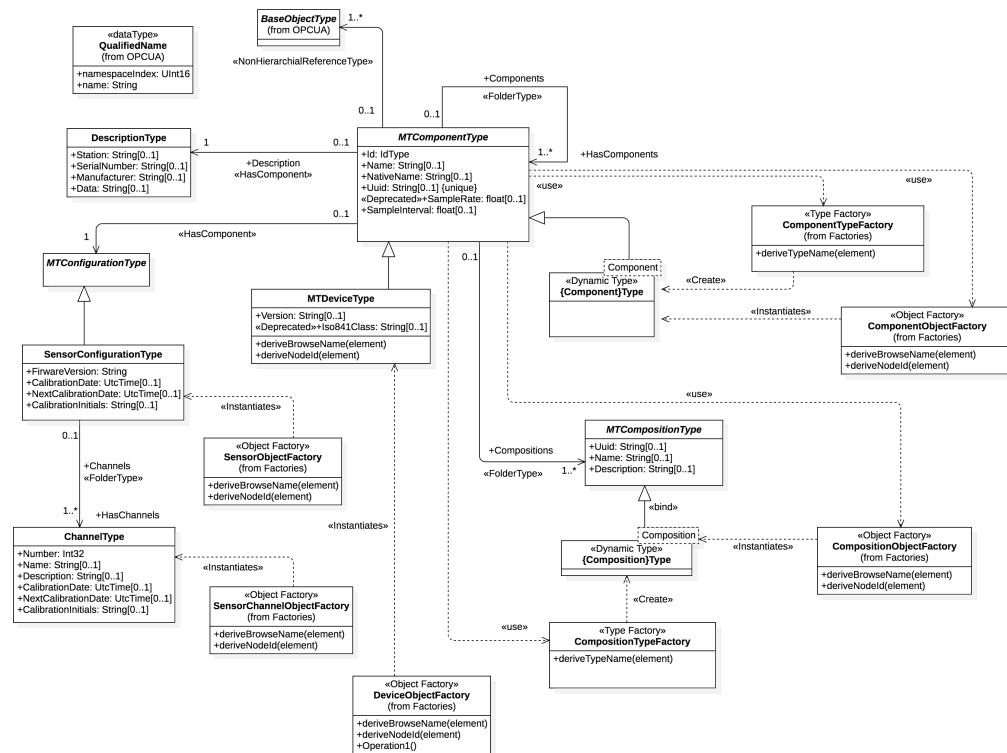 «dataType»
QualifiedName
(from OPCUA)
+namespaceIndex: UInt16
+name: String
BaseObjectType
(from OPCUA)
1..*
«NonHierarchialReferenceType»
0..1
+Components
«FolderType»
0..1
1..*
+HasComponents
DescriptionType
+Station: String[0..1]
+SerialNumber: String[0..1]
+Manufacturer: String[0..1]
+Data: String[0..1]
1
0..1
+Description
«HasComponent»
MTComponentType
+Id: IdType
+Name: String[0..1]
+NativeName: String[0..1]
+Uuid: String[0..1] {unique}
«Deprecated»+SampleRate: float[0..1]
+SampleInterval: float[0..1]
«use»
«use»
«Type Factory»
ComponentTypeFactory
(from Factories)
+deriveTypeName(element)
0..1
«HasComponent»
1
MTConfigurationType
0..1
Component
«Dynamic Type»
{Component}Type
«Create»
«Instantiates»
«Object Factory»
ComponentObjectFactory
(from Factories)
+deriveBrowseName(element)
+deriveNodeId(element)
MTDeviceType
+Version: String[0..1]
«Deprecated»+Iso841Class: String[0..1]
+deriveBrowseName(element)
+deriveNodeId(element)
SensorConfigurationType
+FirwareVersion: String
+CalibrationDate: UtcTime[0..1]
+NextCalibrationDate: UtcTime[0..1]
+CalibrationInitials: String[0..1]
«Instantiates»
«use»
0..1
«Object Factory»
SensorObjectFactory
(from Factories)
+deriveBrowseName(element)
+deriveNodeId(element)
+Channels
«FolderType»
1..*
+HasChannels
MTCompositionType
+Uuid: String[0..1]
+Name: String[0..1]
+Description: String[0..1]
+Compositions
«FolderType»
1..*
«bind»
«Instantiates»
ChannelType
+Number: Int32
+Name: String[0..1]
+Description: String[0..1]
+CalibrationDate: UtcTime[0..1]
+NextCalibrationDate: UtcTime[0..1]
+CalibrationInitials: String[0..1]
«Instantiates»
Composition
«Dynamic Type»
{Composition}Type
«Instantiates»
«Object Factory»
CompositionObjectFactory
(from Factories)
+deriveBrowseName(element)
+deriveNodeId(element)
«Object Factory»
SensorChannelObjectFactory
(from Factories)
+deriveBrowseName(element)
+deriveNodeId(element)
«Create»
«use»
«Type Factory»
CompositionTypeFactory
+deriveTypeName(element)
«Object Factory»
DeviceObjectFactory
(from Factories)
+deriveBrowseName(element)
+deriveNodeId(element)
+Operation1()